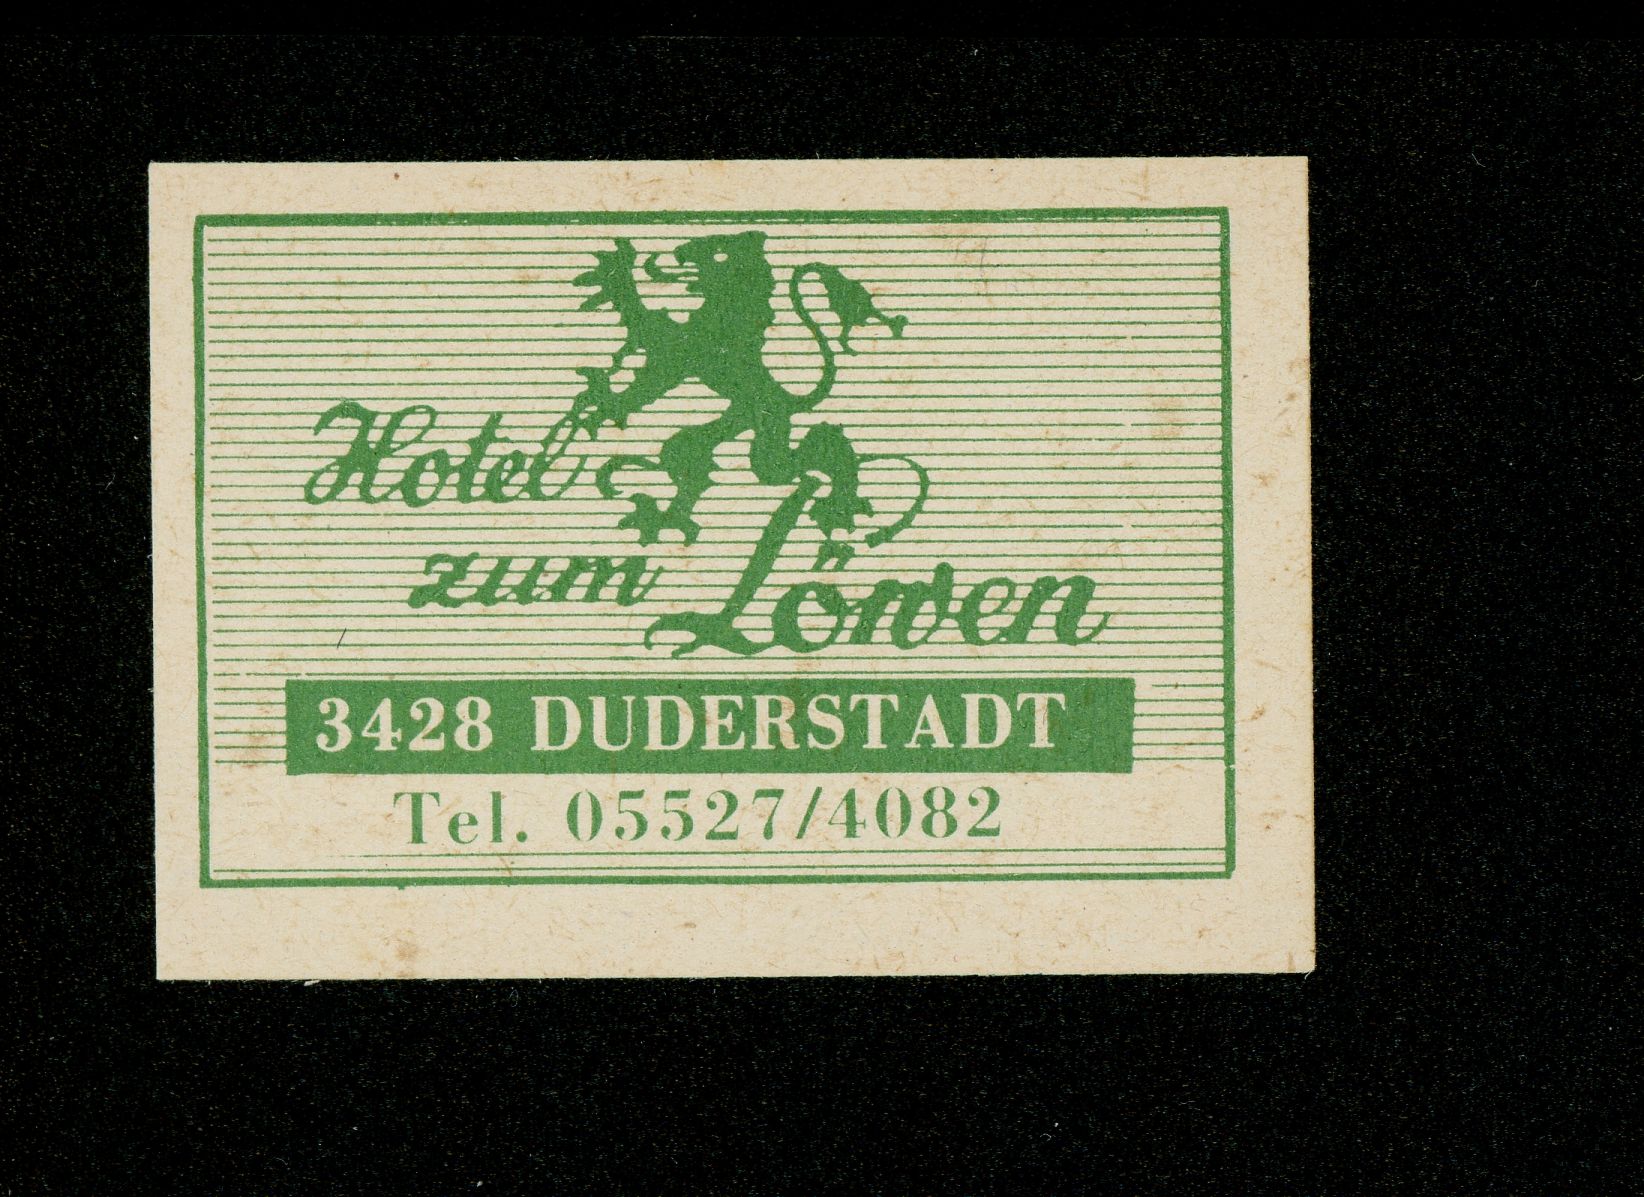 Hotel
zum Löwen
3428 DUDERSTADT
Tel. 05527/4082